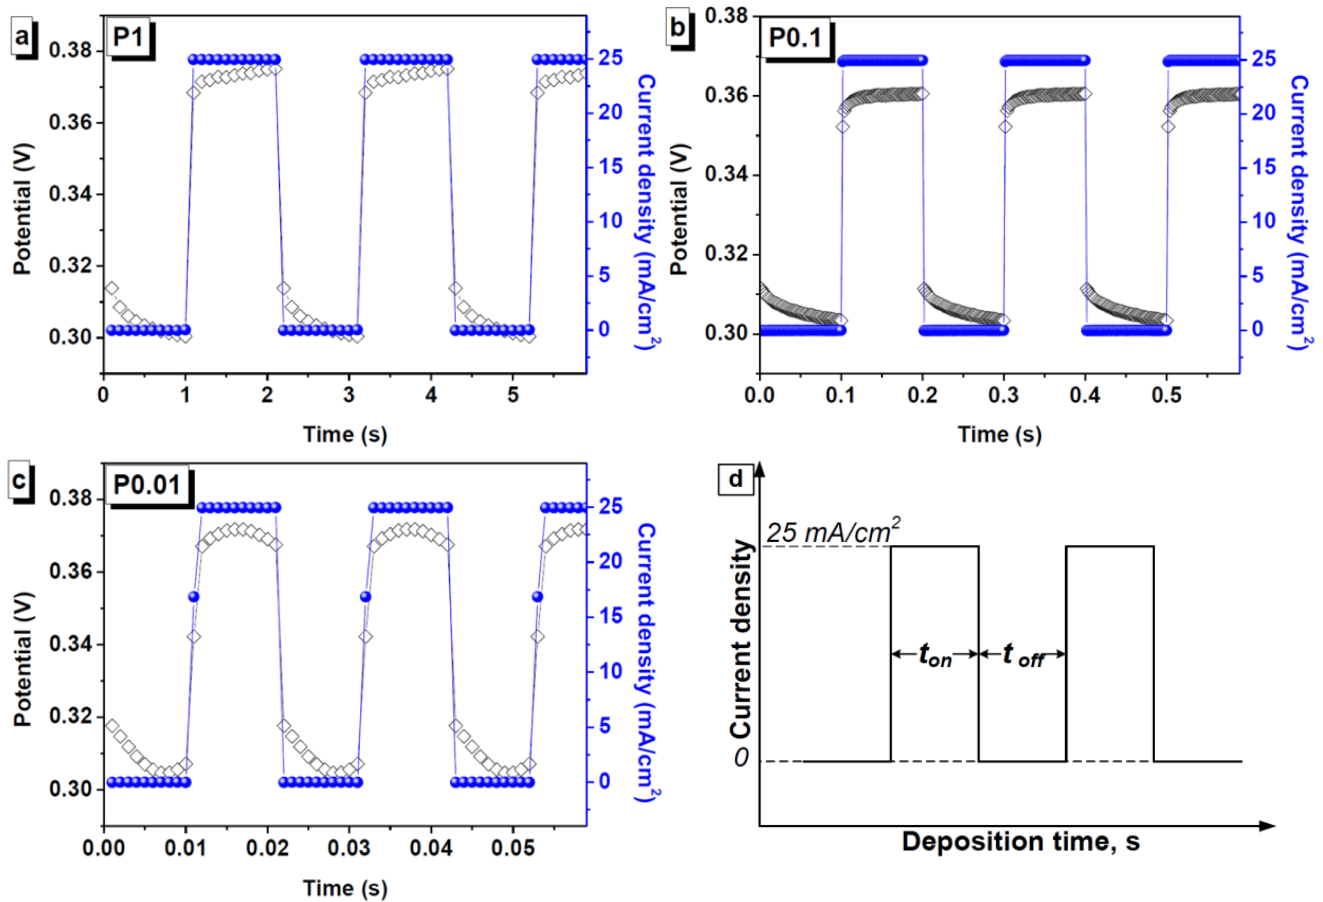 a
P1
0.38
0.36
0.34
0.32
0.30
Potential (V)
25
20
15
10
5
0
Current density (mA/cm²)
0 1 2 3 4 5
Time (s)
b
P0.1
0.38
0.36
0.34
0.32
0.30
Potential (V)
25
20
15
10
5
0
Current density (mA/cm²)
0.0 0.1 0.2 0.3 0.4 0.5
Time (s)
c
P0.01
0.38
0.36
0.34
0.32
0.30
Potential (V)
25
20
15
10
5
0
Current density (mA/cm²)
0.00 0.01 0.02 0.03 0.04 0.05
Time (s)
d
25 mA/cm²
Current density
t on
t off
0
Deposition time, s